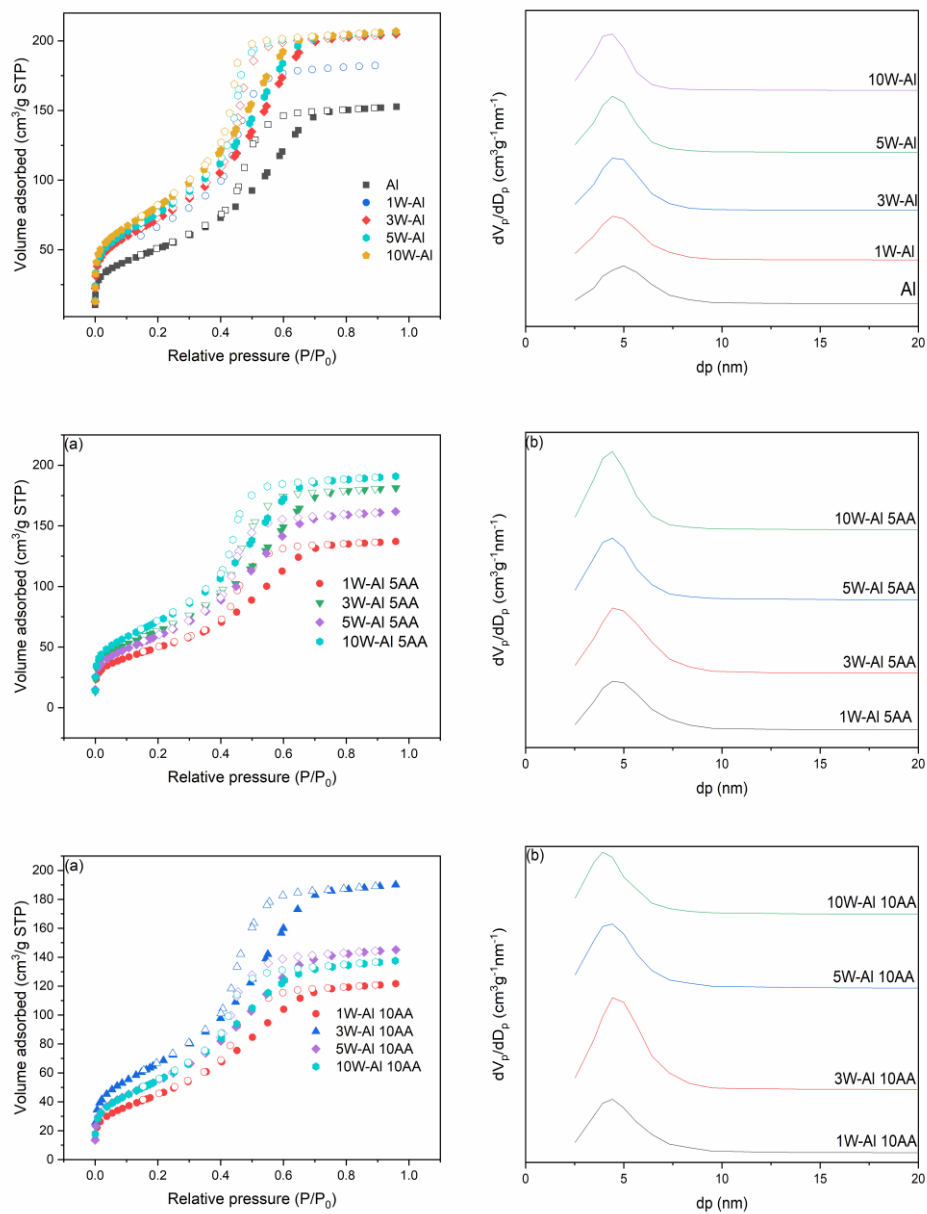 200
150
100
50
Volume adsorbed (cm³/g STP)
Al
1W-Al
3W-Al
5W-Al
10W-Al
0.0 0.2 0.4 0.6 0.8 1.0
Relative pressure (P/P₀)
dVₚ/dDₚ (cm³g⁻¹nm⁻¹)
10W-Al
5W-Al
3W-Al
1W-Al
Al
0 5 10 15 20
dp (nm)
(a)
200
150
100
50
0
Volume adsorbed (cm³/g STP)
1W-Al 5AA
3W-Al 5AA
5W-Al 5AA
10W-Al 5AA
0.0 0.2 0.4 0.6 0.8 1.0
Relative pressure (P/P₀)
(b)
dVₚ/dDₚ (cm³g⁻¹nm⁻¹)
10W-Al 5AA
5W-Al 5AA
3W-Al 5AA
1W-Al 5AA
0 5 10 15 20
dp (nm)
(a)
200
180
160
140
120
100
80
60
40
20
0
Volume adsorbed (cm³/g STP)
1W-Al 10AA
3W-Al 10AA
5W-Al 10AA
10W-Al 10AA
0.0 0.2 0.4 0.6 0.8 1.0
Relative pressure (P/P₀)
(b)
dVₚ/dDₚ (cm³g⁻¹nm⁻¹)
10W-Al 10AA
5W-Al 10AA
3W-Al 10AA
1W-Al 10AA
0 5 10 15 20
dp (nm)